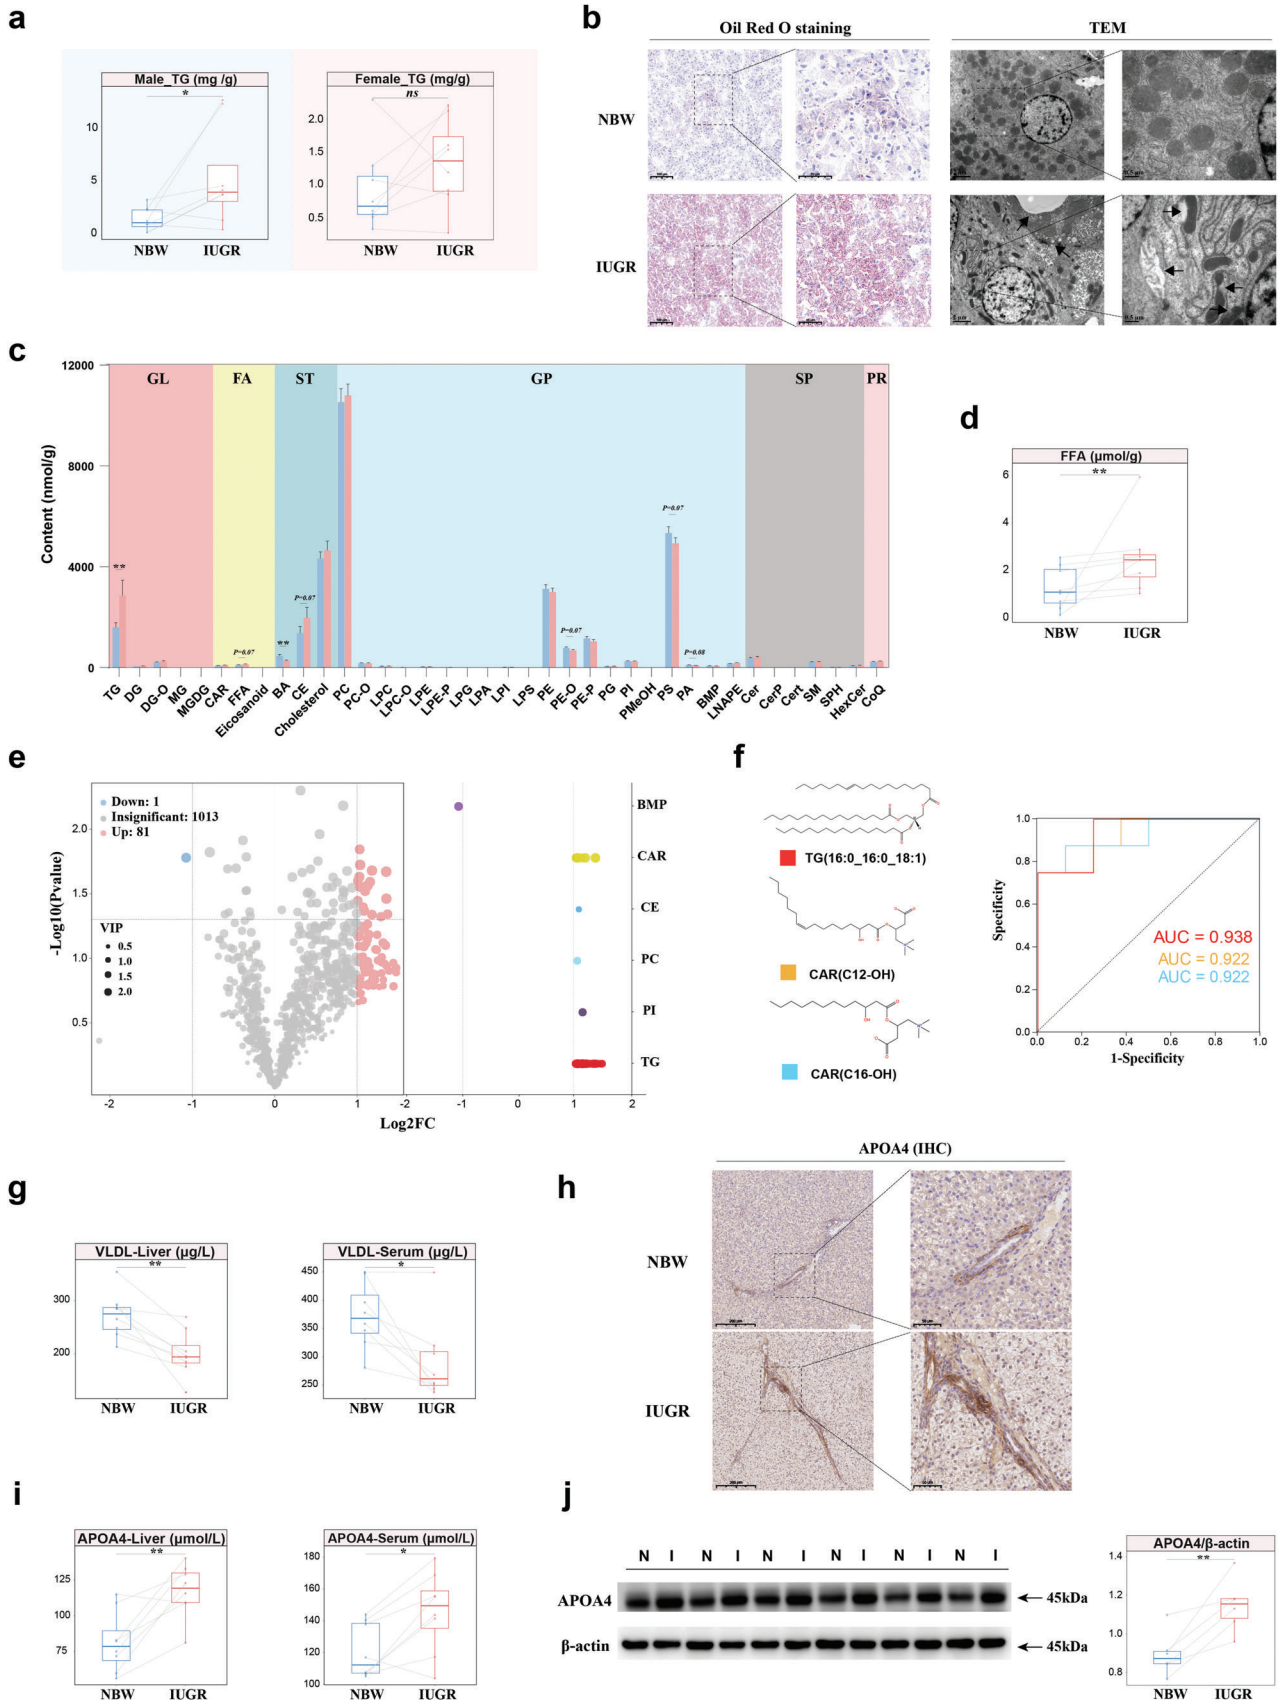 a
Male_TG (mg /g)
*
10
5
0
NBW IUGR
Female_TG (mg/g)
ns
2.0
1.5
1.0
0.5
NBW IUGR
b
Oil Red O staining
TEM
NBW
IUGR
c
Content (nmol/g)
12000
8000
4000
0
GL FA ST GP SP PR
**
P=0.07
**
P=0.07
P=0.07
P=0.07
P=0.08
TG DG DG-O MG MGDG CAR FFA Eicosanoid BA CE Cholesterol PC PC-O LPC LPC-O LPE LPE-P LPG LPA LPI LPS PE PE-O PE-P PG PI PMeOH PS PA BMP LNAPE Cer CerP Cert SM SPH HexCer CoQ
d
FFA (μmol/g)
**
6
4
2
0
NBW IUGR
e
-Log10(Pvalue)
Down: 1
Insignificant: 1013
Up: 81
2.0
1.5
1.0
0.5
VIP
0.5
1.0
1.5
2.0
-2 -1 0 1 2
-1 0 1 2
Log2FC
BMP
CAR
CE
PC
PI
TG
f
TG(16:0_16:0_18:1)
CAR(C12-OH)
CAR(C16-OH)
Specificity
1.0
0.8
0.6
0.4
0.2
0.0
AUC = 0.938
AUC = 0.922
AUC = 0.922
0.0 0.2 0.4 0.6 0.8 1.0
1-Specificity
g
VLDL-Liver (μg/L)
**
300
200
NBW IUGR
VLDL-Serum (μg/L)
*
450
400
350
300
250
NBW IUGR
h
APOA4 (IHC)
NBW
IUGR
i
APOA4-Liver (μmol/L)
**
125
100
75
NBW IUGR
APOA4-Serum (μmol/L)
*
180
160
140
120
100
NBW IUGR
j
N I N I N I N I N I N I
APOA4 45kDa
β-actin 45kDa
APOA4/β-actin
**
1.4
1.2
1.0
0.8
NBW IUGR